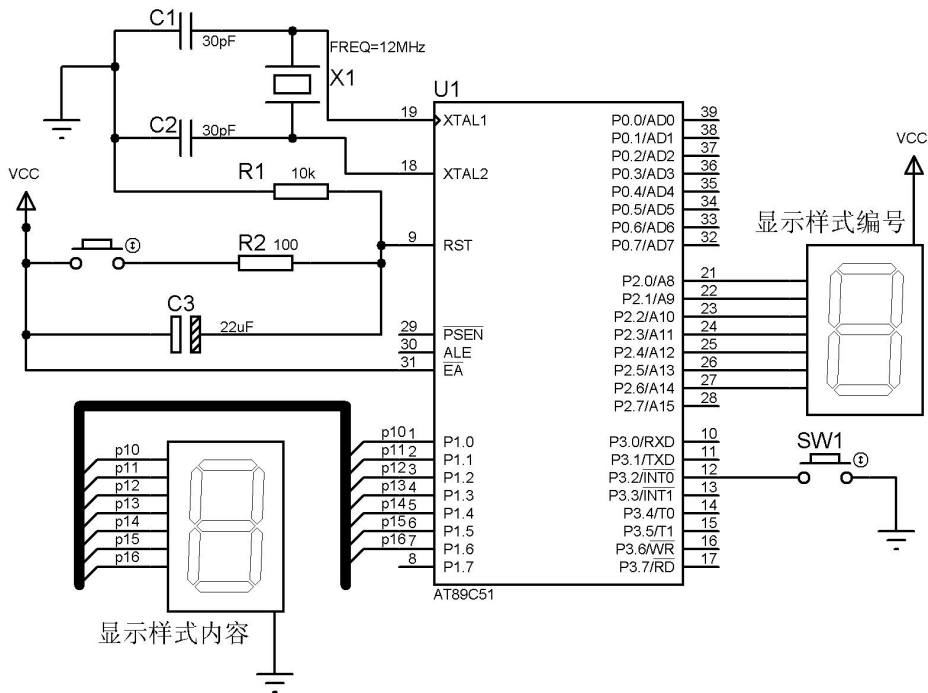 C1
30pF
FREQ=12MHz
X1
C2
30pF
R1
10k
VCC
R2 100
C3
22uF
U1
19 XTAL1
18 XTAL2
9 RST
29 PSEN
30 ALE
31 EA
p10 1 P1.0
p11 2 P1.1
p12 3 P1.2
p13 4 P1.3
p14 5 P1.4
p15 6 P1.5
p16 7 P1.6
8 P1.7
P0.0/AD0 39
P0.1/AD1 38
P0.2/AD2 37
P0.3/AD3 36
P0.4/AD4 35
P0.5/AD5 34
P0.6/AD6 33
P0.7/AD7 32
P2.0/A8 21
P2.1/A9 22
P2.2/A10 23
P2.3/A11 24
P2.4/A12 25
P2.5/A13 26
P2.6/A14 27
P2.7/A15 28
P3.0/RXD 10
P3.1/TXD 11
P3.2/INT0 12
P3.3/INT1 13
P3.4/T0 14
P3.5/T1 15
P3.6/WR 16
P3.7/RD 17
AT89C51
VCC
显示样式编号
SW1
p10
p11
p12
p13
p14
p15
p16
显示样式内容